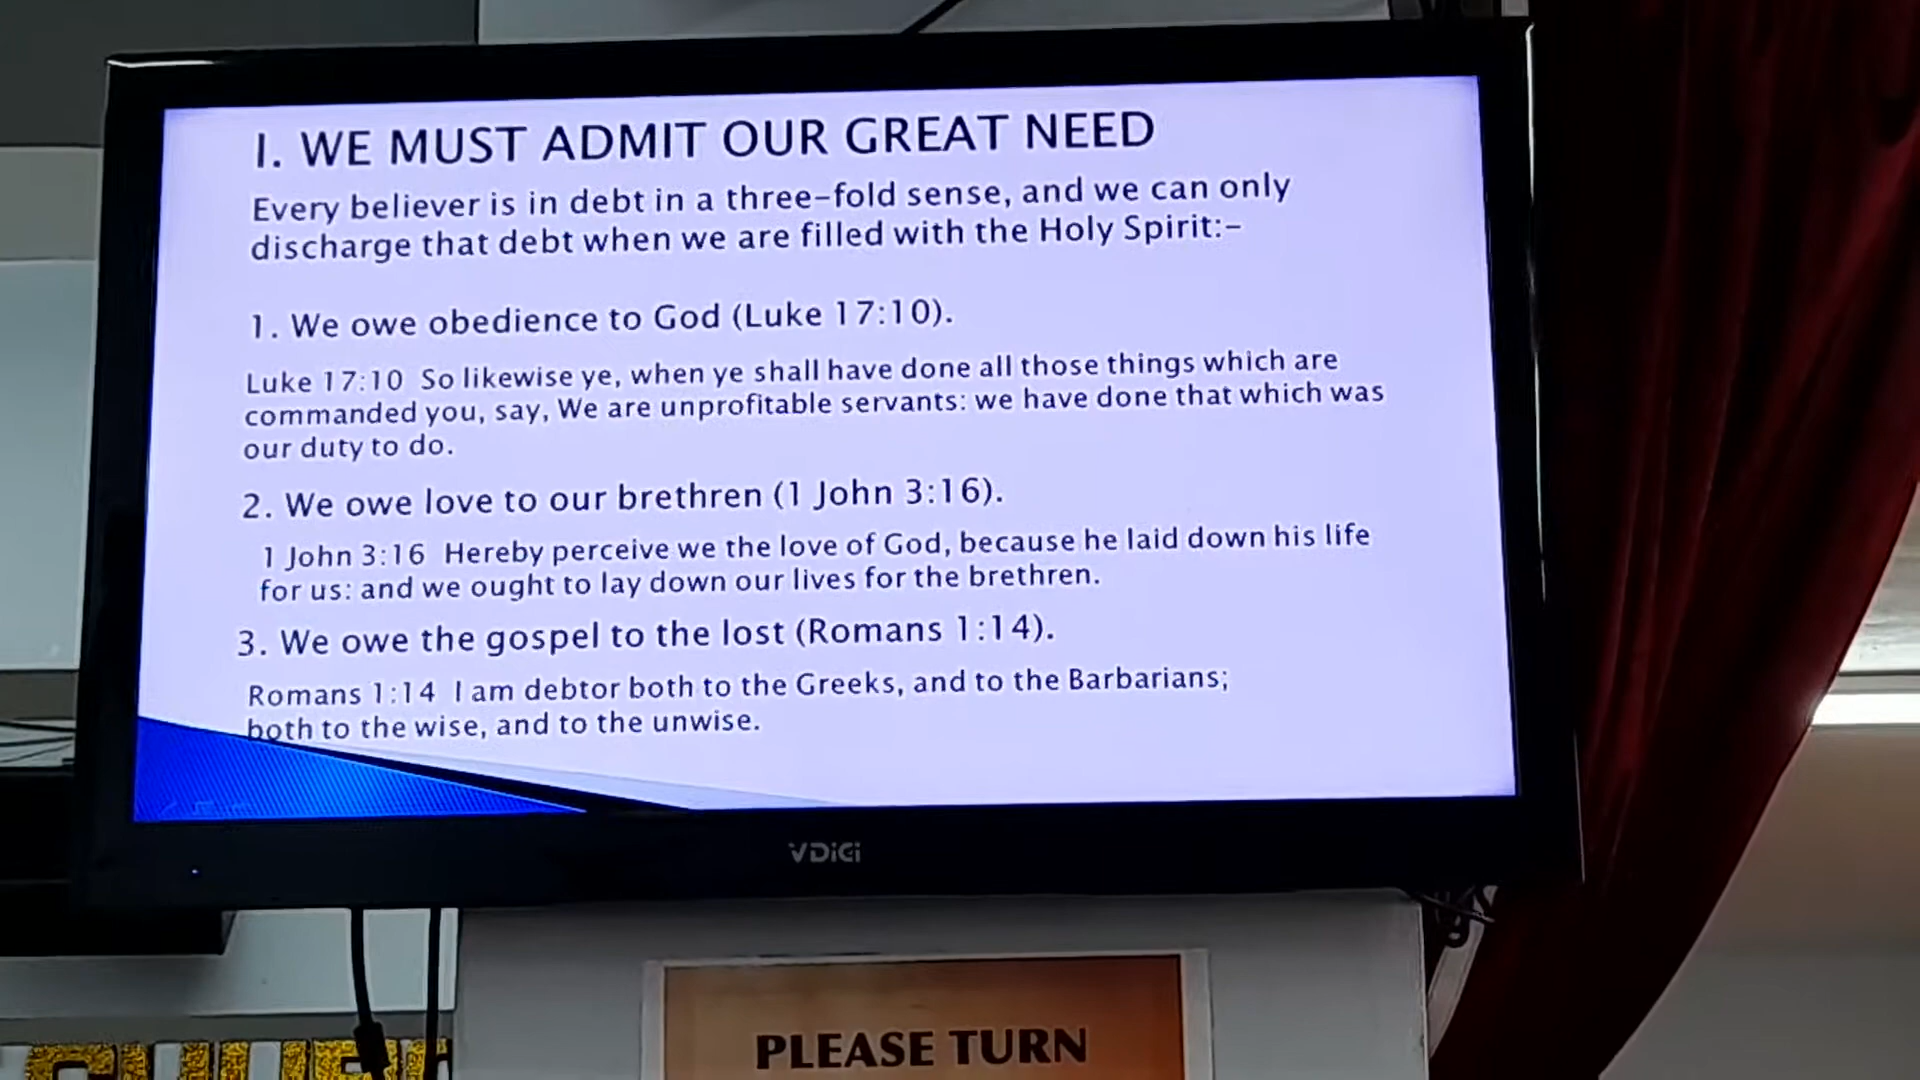 I. WE MUST ADMIT OUR GREAT NEED
Every believer is in debt in a three-fold sense, and we can only
discharge that debt when we are filled with the Holy Spirit:-
1. We owe obedience to God (Luke 17:10).
Luke 17:10 So likewise ye, when ye shall have done all those things which are
commanded you, say, We are unprofitable servants: we have done that which was
our duty to do.
2. We owe love to our brethren (1 John 3:16).
1 John 3:16 Hereby perceive we the love of God, because he laid down his life
for us: and we ought to lay down our lives for the brethren.
3. We owe the gospel to the lost (Romans 1:14).
Romans 1:14 I am debtor both to the Greeks, and to the Barbarians;
both to the wise, and to the unwise.
VDiGi
PLEASE TURN